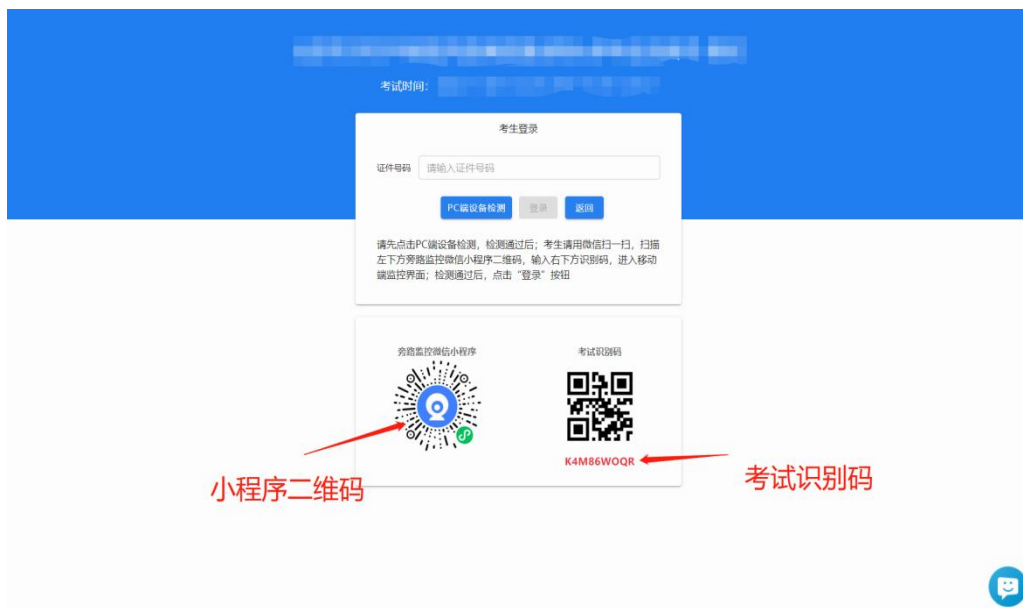 考试时间：
考生登录
证件号码 请输入证件号码
PC端设备检测 登录 返回
请先点击PC端设备检测，检测通过后；考生请用微信扫一扫，扫描
左下方旁路监控微信小程序二维码，输入右下方识别码，进入移动
端监控界面；检测通过后，点击“登录”按钮
旁路监控微信小程序 考试识别码
K4M86WOQR
小程序二维码 考试识别码